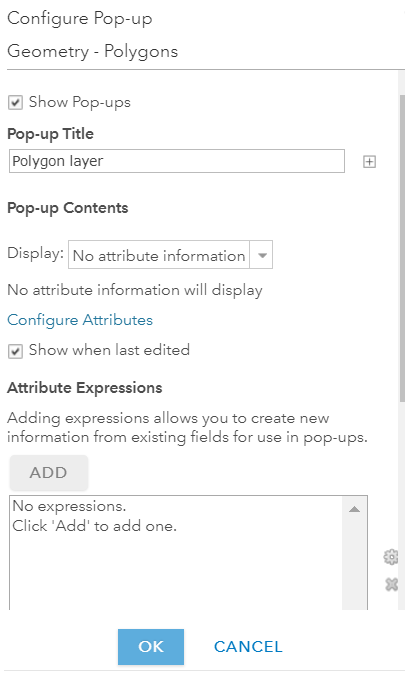 Configure Pop-up
Geometry - Polygons
Show Pop-ups
Pop-up Title
Polygon layer
Pop-up Contents
Display: No attribute information
No attribute information will display
Configure Attributes
Show when last edited
Attribute Expressions
Adding expressions allows you to create new
information from existing fields for use in pop-ups.
ADD
No expressions.
Click 'Add' to add one.
OK CANCEL